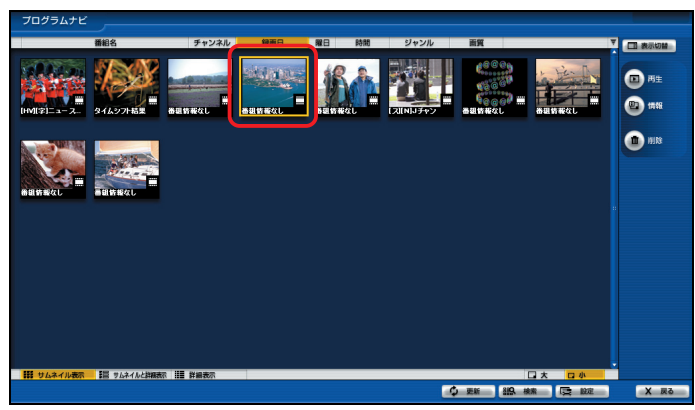 プログラムナビ
番組名 チャンネル 録画日 曜日 時間 ジャンル 画質
表示切替
再生
情報
削除
[HV][字]ニュース... タイムシフト結果 番組情報なし 番組情報なし 番組情報なし [ス][N]Jチャン 番組情報なし 番組情報なし
番組情報なし 番組情報なし
サムネイル表示 サムネイルと詳細表示 詳細表示 大 小
更新 検索 設定 X 戻る